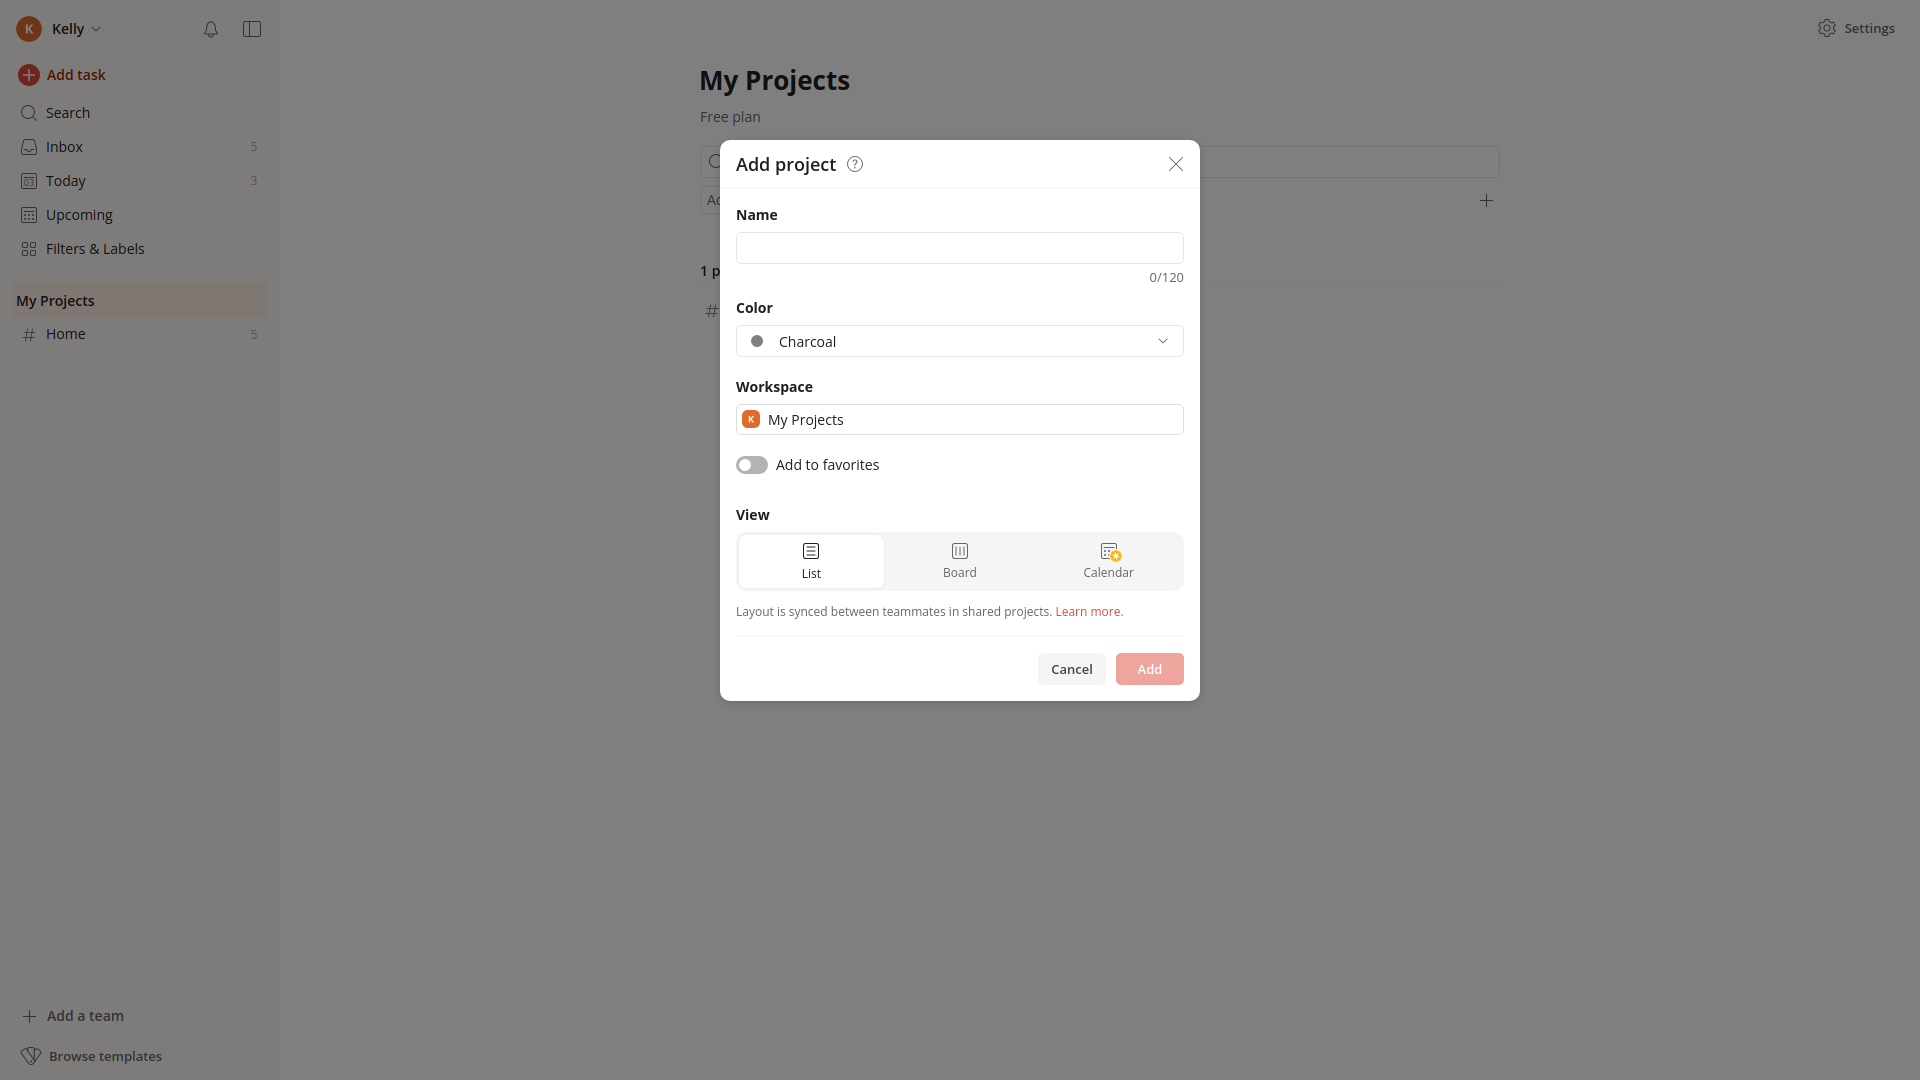 K Kelly
Settings
Add task
Search
Inbox 5
03 Today 3
Upcoming
Filters & Labels
My Projects
# Home 5
Add a team
Browse templates
My Projects
Free plan
1
#
Add project ?
Name
0/120
Color
Charcoal
Workspace
K My Projects
Add to favorites
View
List
Board
Calendar
Layout is synced between teammates in shared projects. Learn more.
Cancel
Add